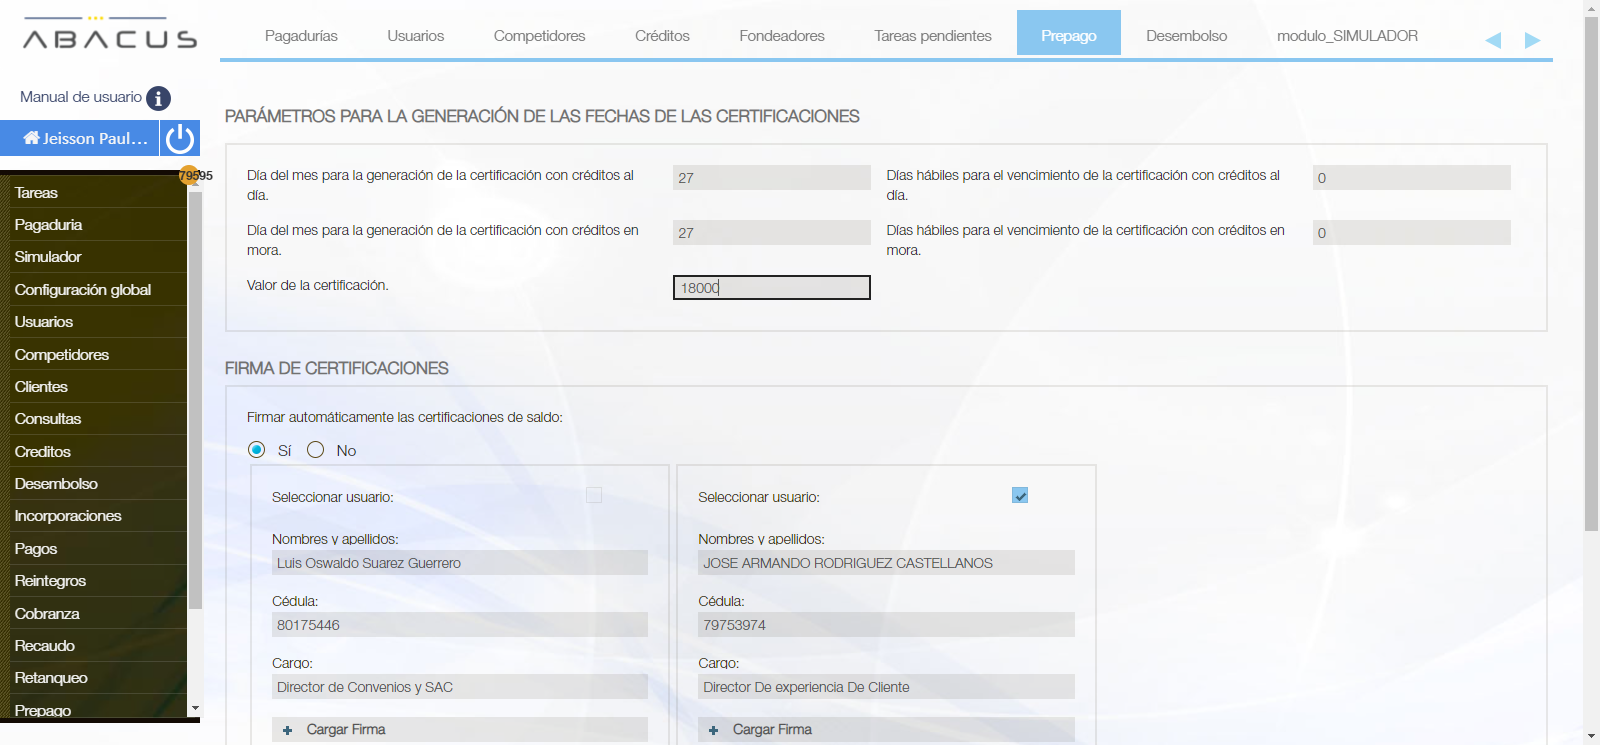 ABACUS
Pagadurías Usuarios Competidores Créditos Fondeadores Tareas pendientes Prepago Desembolso modulo_SIMULADOR
Manual de usuario
Jeisson Paul...
79595
Tareas
Pagaduria
Simulador
Configuración global
Usuarios
Competidores
Clientes
Consultas
Creditos
Desembolso
Incorporaciones
Pagos
Reintegros
Cobranza
Recaudo
Retanqueo
Prepago
PARÁMETROS PARA LA GENERACIÓN DE LAS FECHAS DE LAS CERTIFICACIONES
Día del mes para la generación de la certificación con créditos al
día.
27
Días hábiles para el vencimiento de la certificación con créditos al
día.
0
Día del mes para la generación de la certificación con créditos en
mora.
27
Días hábiles para el vencimiento de la certificación con créditos en
mora.
0
Valor de la certificación.
18000
FIRMA DE CERTIFICACIONES
Firmar automáticamente las certificaciones de saldo:
Sí No
Seleccionar usuario:
Nombres y apellidos:
Luis Oswaldo Suarez Guerrero
Cédula:
80175446
Cargo:
Director de Convenios y SAC
Cargar Firma
Seleccionar usuario:
Nombres y apellidos:
JOSE ARMANDO RODRIGUEZ CASTELLANOS
Cédula:
79753974
Cargo:
Director De experiencia De Cliente
Cargar Firma